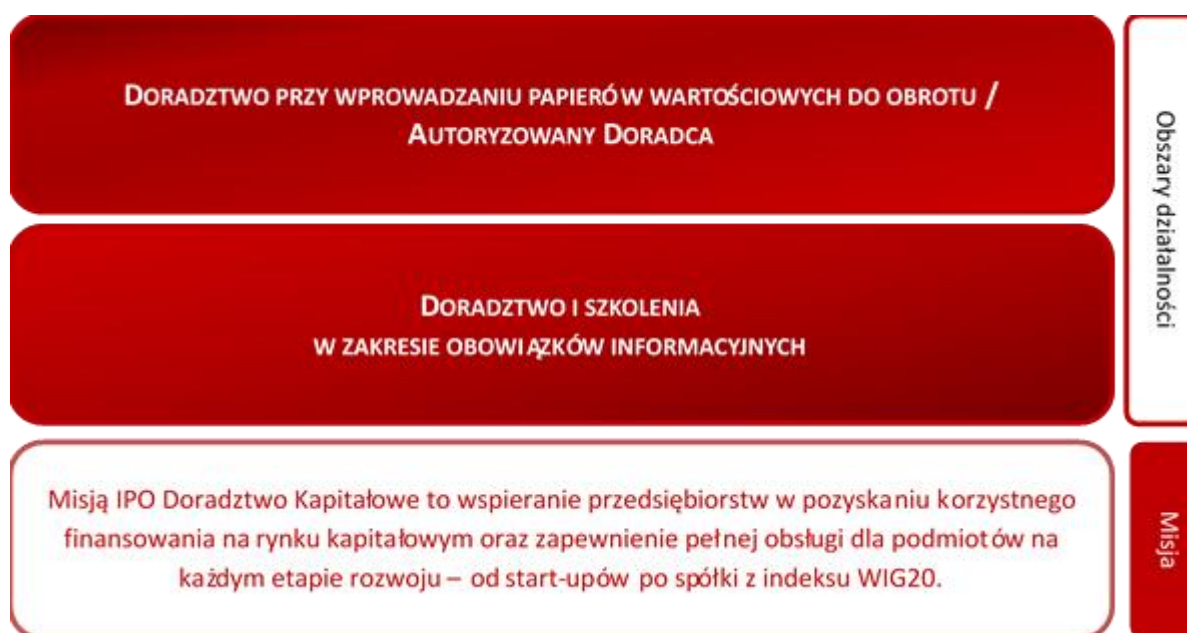 DORADZTWO PRZY WPROWADZANIU PAPIERÓW WARTOŚCIOWYCH DO OBROTU /
AUTORYZOWANY DORADCA
DORADZTWO I SZKOLENIA
W ZAKRESIE OBOWIĄZKÓW INFORMACYJNYCH
Obszary działalności
Misją IPO Doradztwo Kapitałowe to wspieranie przedsiębiorstw w pozyskaniu korzystnego
finansowania na rynku kapitałowym oraz zapewnienie pełnej obsługi dla podmiotów na
każdym etapie rozwoju – od start-upów po spółki z indeksu WIG20.
Misja